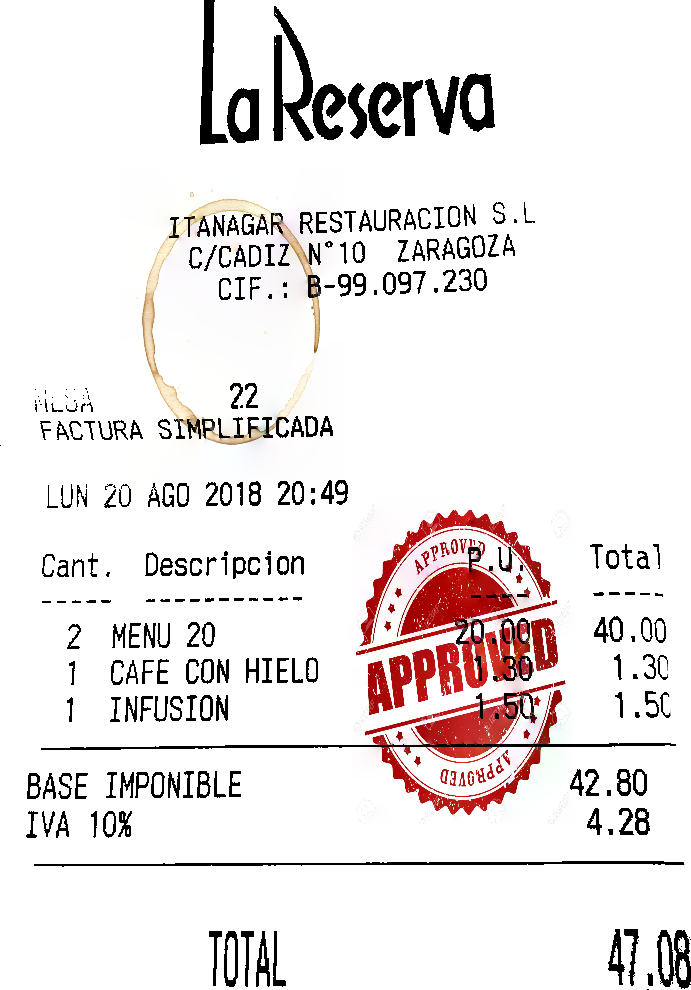 La Reserva
ITANAGAR RESTAURACION S.L
C/CADIZ N°10 ZARAGOZA
CIF.: B-99.097.230
MESA 22
FACTURA SIMPLIFICADA
LUN 20 AGO 2018 20:49
APPROVED
Cant. Descripcion P.U. Total
2 MENU 20 20.00 40.00
1 CAFE CON HIELO 1.30 1.30
APPROVED
1 INFUSION 1.50 1.50
APPROVED
BASE IMPONIBLE 42.80
IVA 10% 4.28
TOTAL 47.08